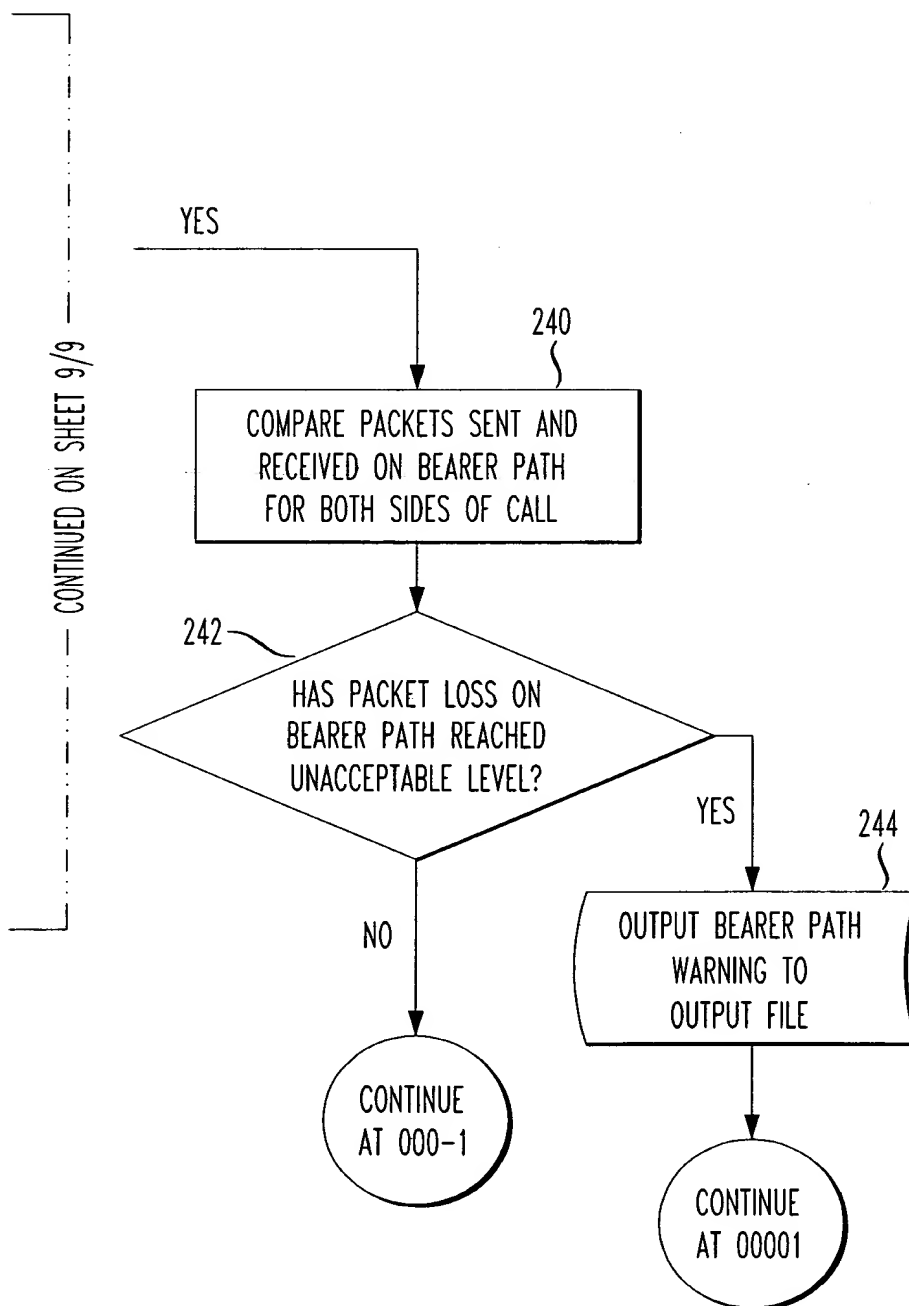 CONTINUED ON SHEET 9/9
YES
240
COMPARE PACKETS SENT AND
RECEIVED ON BEARER PATH
FOR BOTH SIDES OF CALL
242
HAS PACKET LOSS ON
BEARER PATH REACHED
UNACCEPTABLE LEVEL?
YES
244
NO
OUTPUT BEARER PATH
WARNING TO
OUTPUT FILE
CONTINUE
AT 000-1
CONTINUE
AT 00001